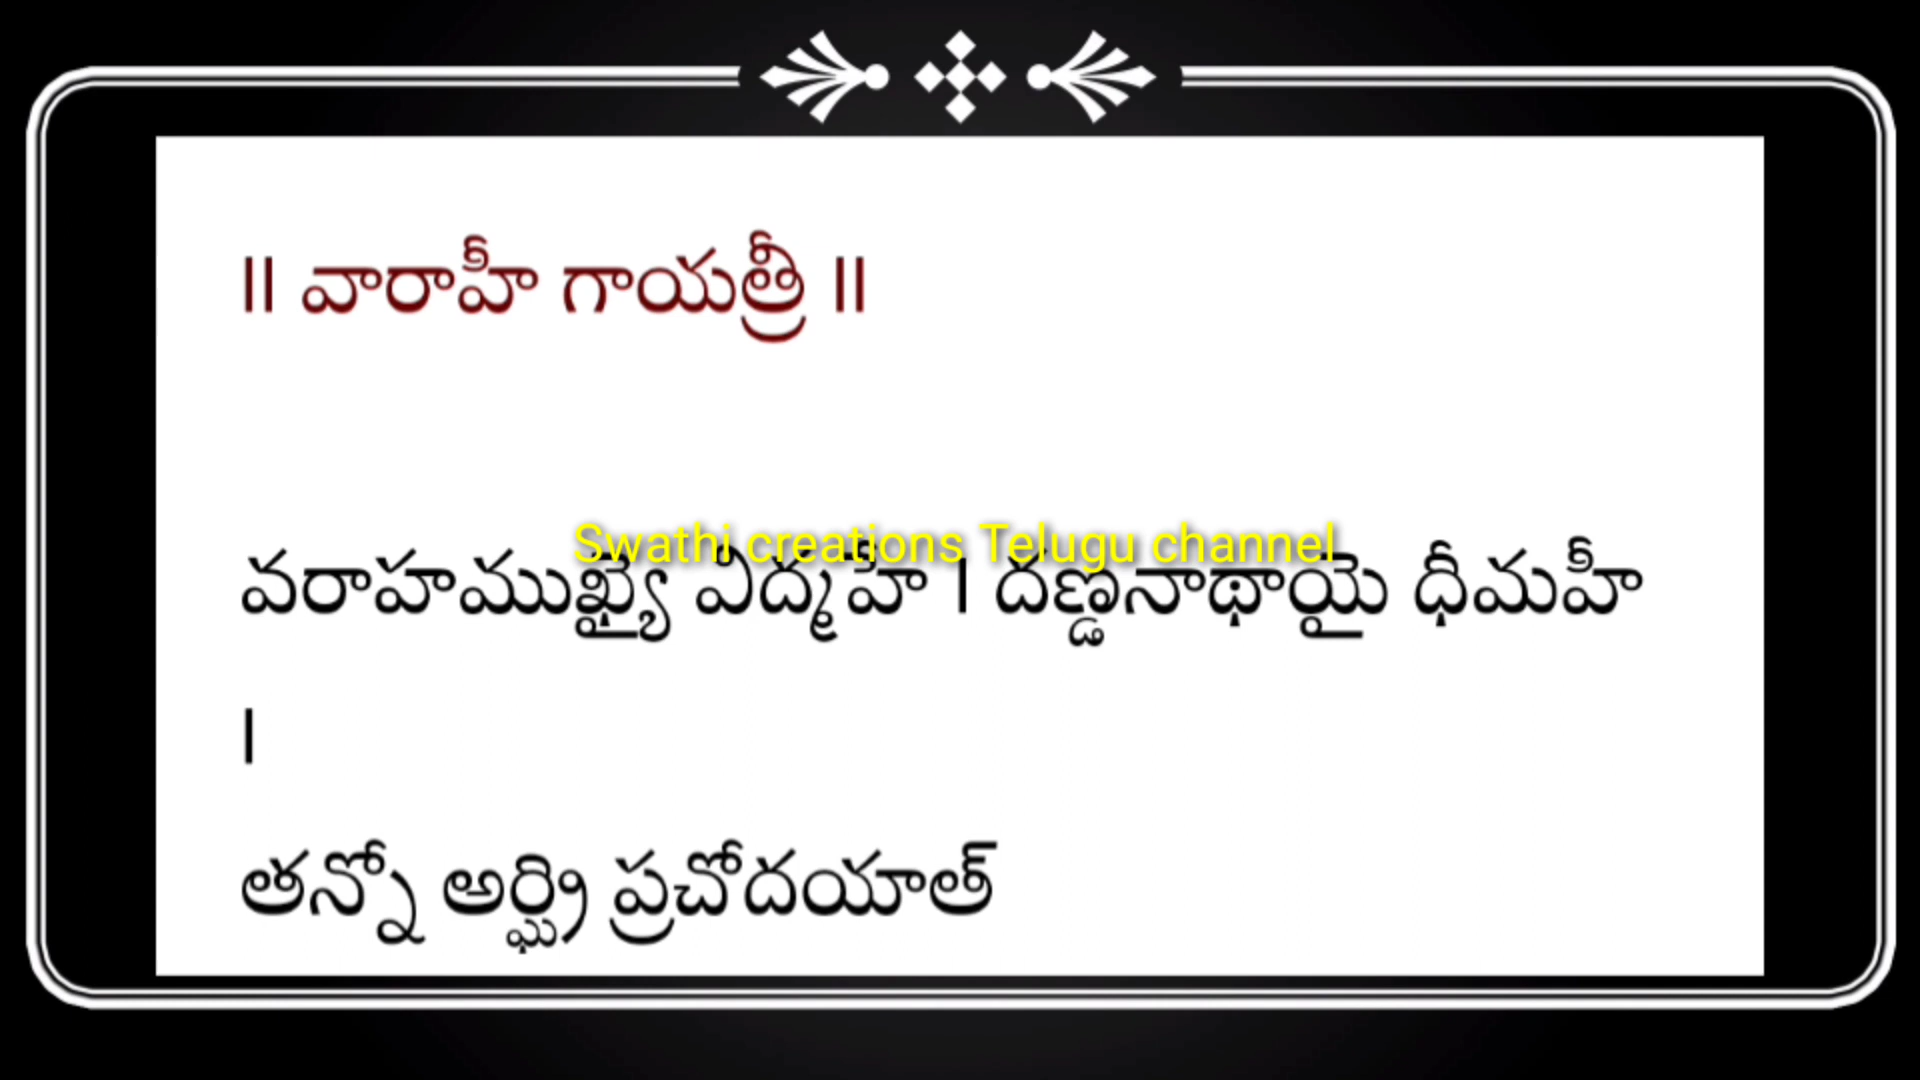 || వారాహీ గాయత్రీ ||
Swathi creations Telugu channel
వరాహముఖ్యై విద్మహే | దణ్డనాథాయై ధీమహీ
|
తన్నో అర్ఘ్రి ప్రచోదయాత్